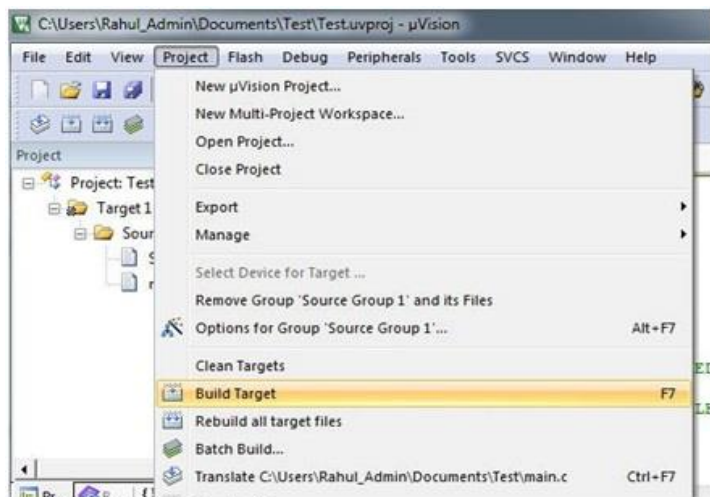 C:\Users\Rahul_Admin\Documents\Test\Test.uvproj - µVision
File Edit View Project Flash Debug Peripherals Tools SVCS Window Help
New µVision Project...
New Multi-Project Workspace...
Open Project...
Close Project
Project
Project: Test
Target 1
Sour
Export
Manage
Select Device for Target ...
Remove Group 'Source Group 1' and its Files
Options for Group 'Source Group 1'... Alt+F7
Clean Targets
Build Target F7
Rebuild all target files
Batch Build...
Translate C:\Users\Rahul_Admin\Documents\Test\main.c Ctrl+F7